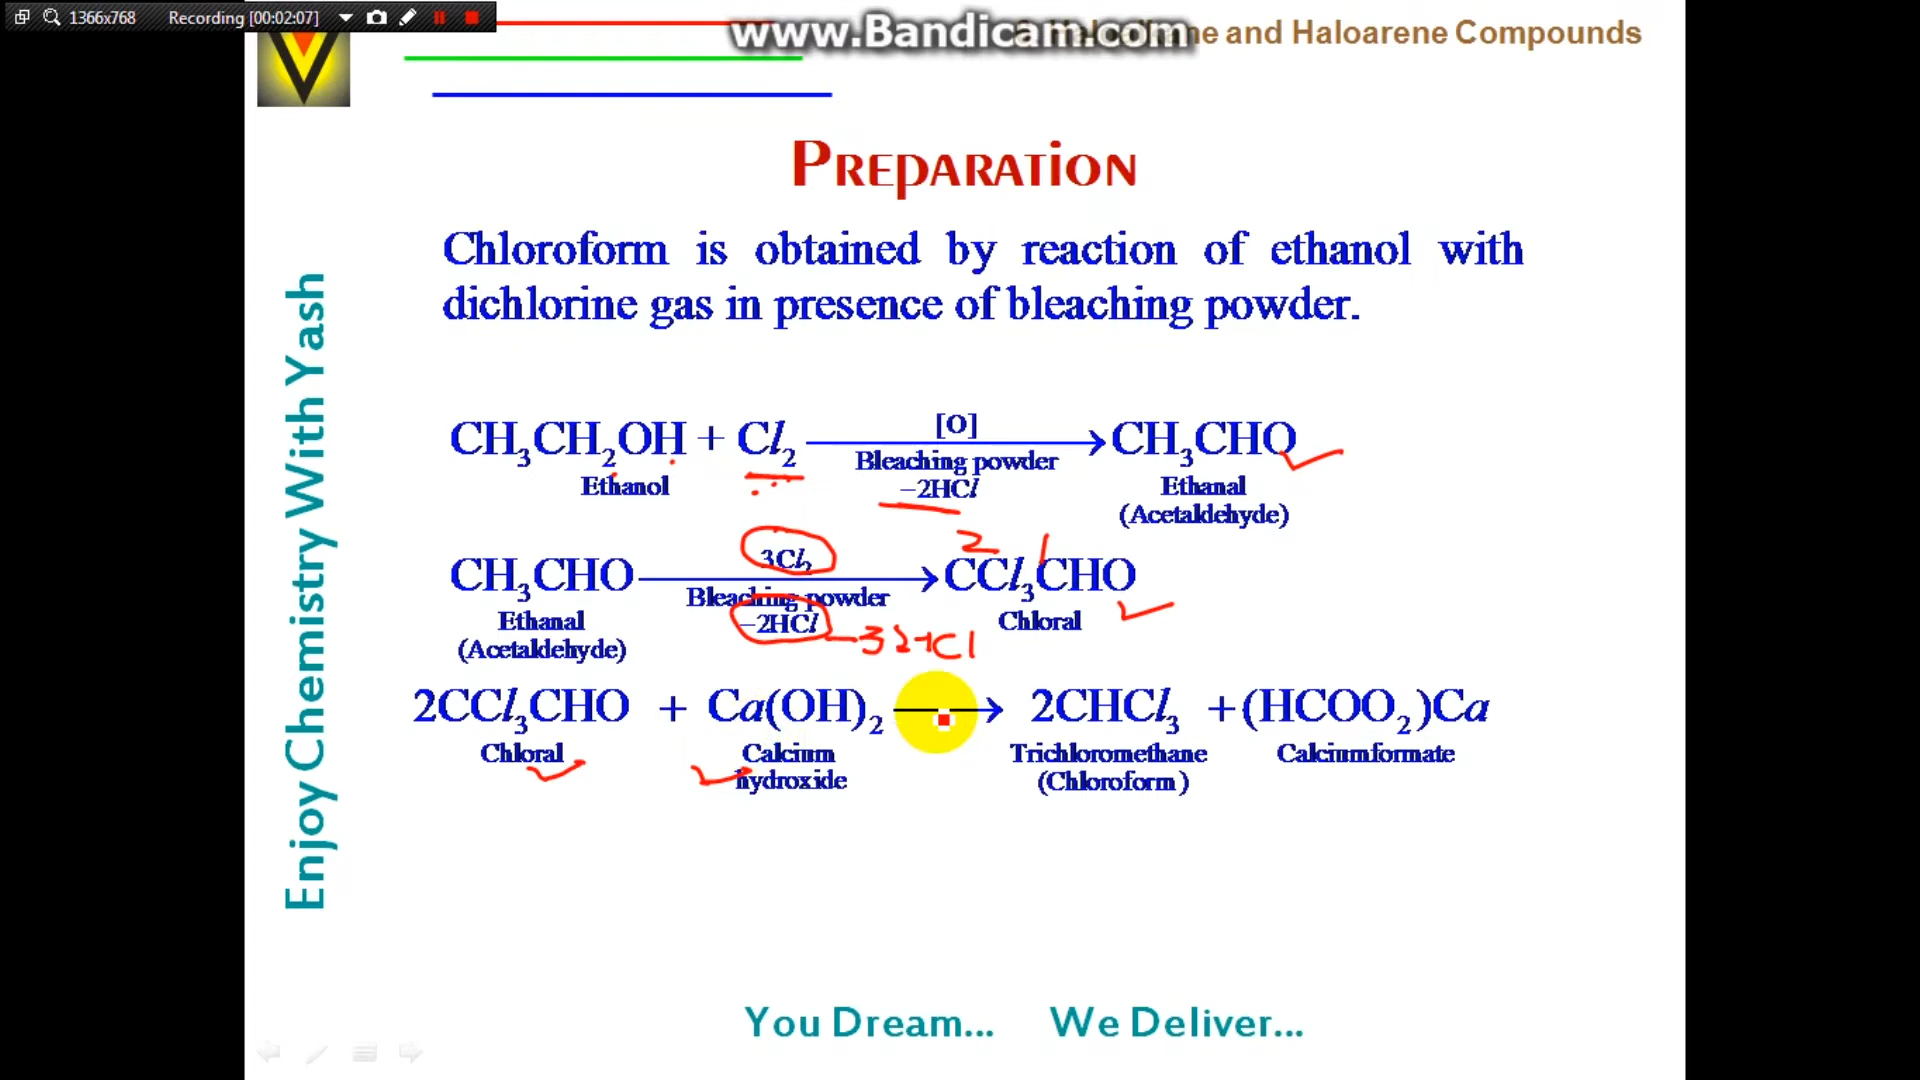 1366x768 Recording [00:02:07]
www.Bandicam.com
ne and Haloarene Compounds
PREPARATION
Chloroform is obtained by reaction of ethanol with
dichlorine gas in presence of bleaching powder.
CH₃CH₂OH + Cl₂ [O] → CH₃CHO
Bleaching powder
−2HCl
Ethanol Ethanal
(Acetaldehyde)
2 1
CH₃CHO 3Cl₂ → CCl₃CHO
Bleaching powder
Ethanal −2HCl Chloral
(Acetaldehyde)
2CCl₃CHO + Ca(OH)₂ → 2CHCl₃ +(HCOO₂)Ca
Chloral Calcium Trichloromethane Calciumformate
hydroxide (Chloroform)
Enjoy Chemistry With Yash
You Dream... We Deliver...